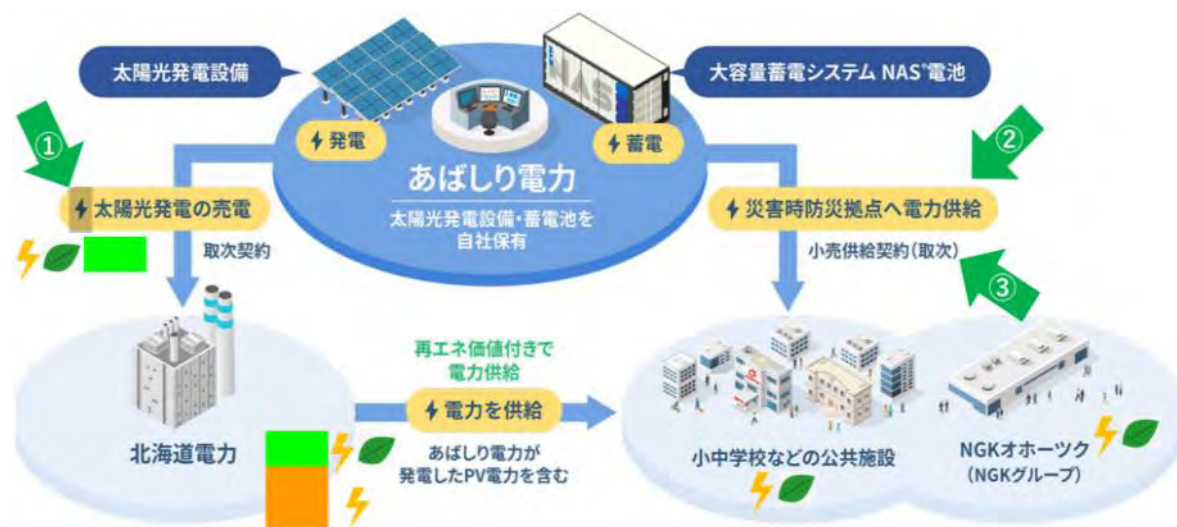 太陽光発電設備
大容量蓄電システム NAS®電池
NAS
発電
蓄電
①
②
あばしり電力
太陽光発電設備・蓄電池を
自社保有
太陽光発電の売電
災害時防災拠点へ電力供給
取次契約
小売供給契約(取次)
③
再エネ価値付きで
電力供給
電力を供給
あばしり電力が
発電したPV電力を含む
北海道電力
小中学校などの公共施設
NGKオホーツク
(NGKグループ)